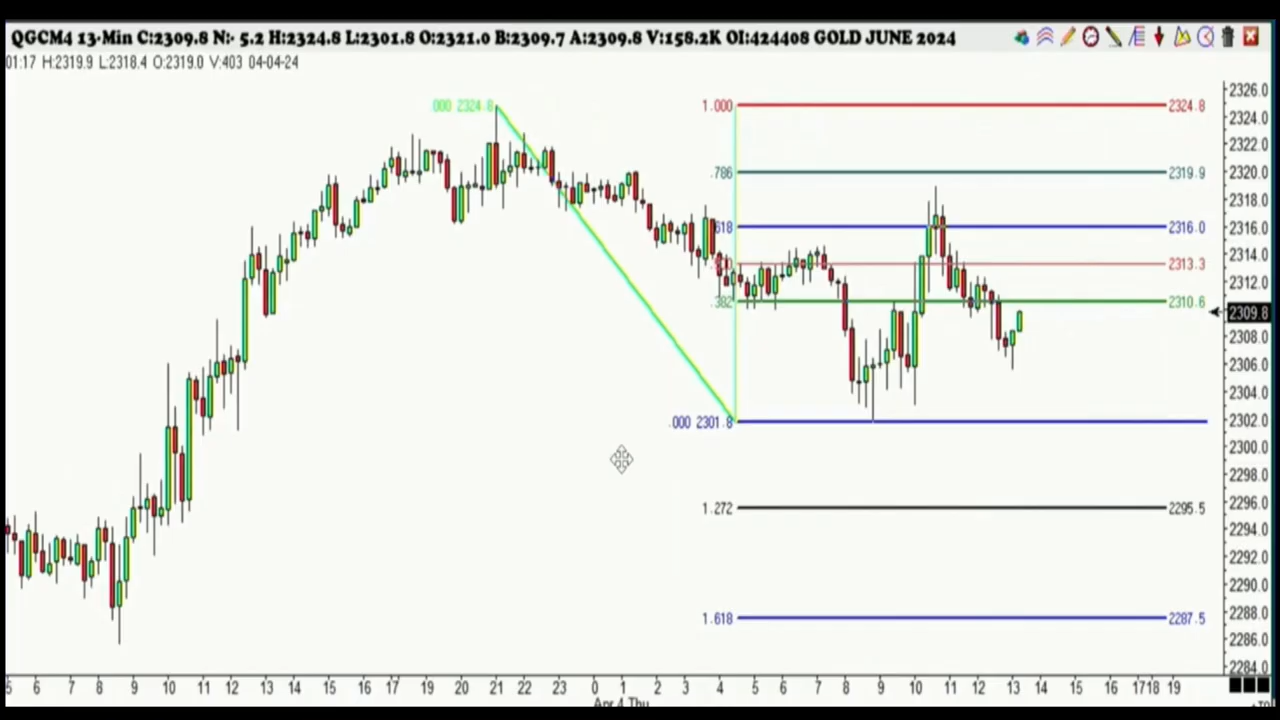 QGCM4 13-Min C:2309.8 N:- 5.2 H:2324.8 L:2301.8 O:2321.0 B:2309.7 A:2309.8 V:158.2K OI:424408 GOLD JUNE 2024
01:17 H:2319.9 L:2318.4 O:2319.0 V:403 04-04-24
2326.0
.000 2324.8 1.000 2324.8 2324.0
2322.0
.786 2319.9 2320.0
2318.0
.618 2316.0 2316.0
2313.3 2314.0
2312.0
.382 2310.6
2309.8
2308.0
2306.0
2304.0
.000 2301.8 2302.0
2300.0
2298.0
1.272 2295.5 2296.0
2294.0
2292.0
2290.0
1.618 2287.5 2288.0
2286.0
2284.0
5 6 7 8 9 10 11 12 13 14 15 16 17 19 20 21 22 23 0 1 2 3 4 5 6 7 8 9 10 11 12 13 14 15 16 17 18 19
Apr 4 Thu